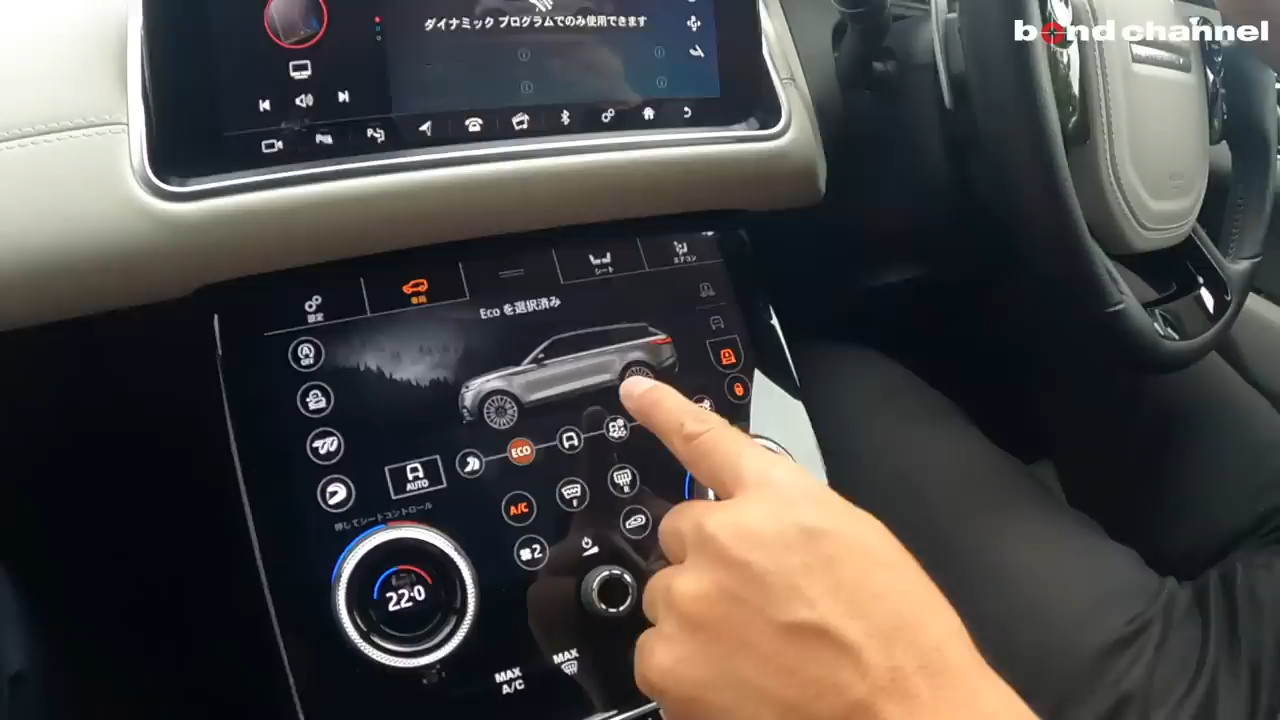 bond channel
ダイナミック プログラムでのみ使用できます
設定
車両
シート
エアコン
Eco を選択済み
A
OFF
ECO
AUTO
押してシートコントロール
A/C
F
R
2
22.0
MAX
A/C
MAX